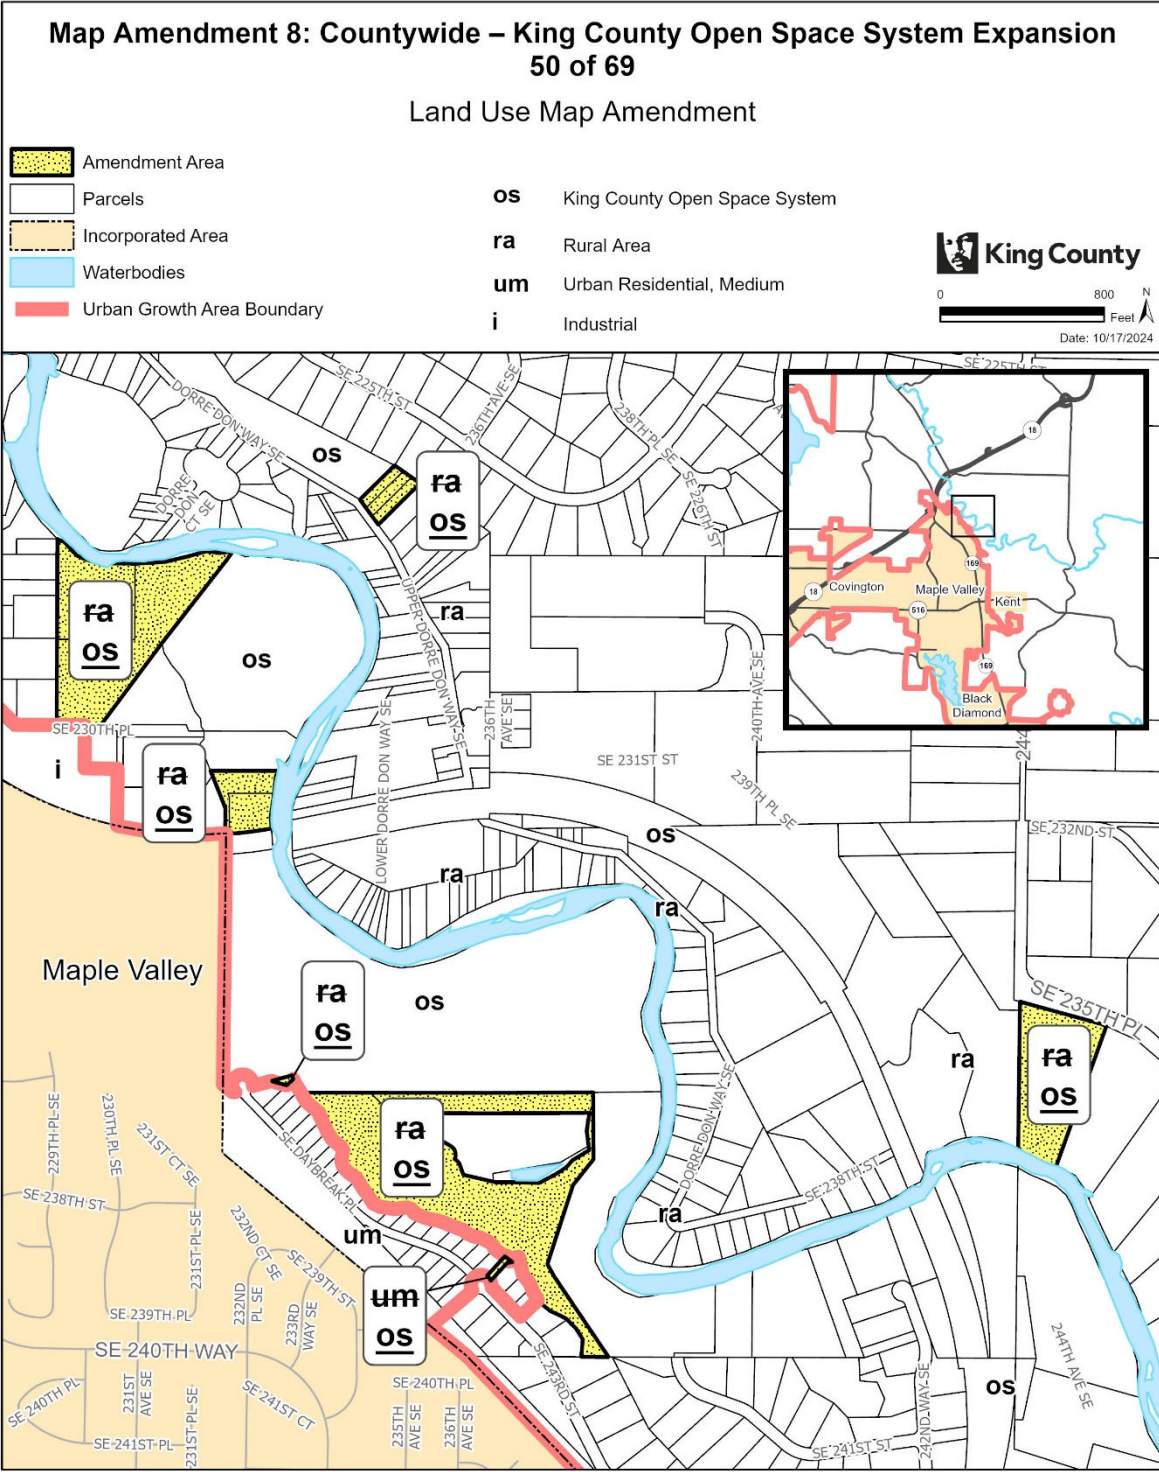 Map Amendment 8: Countywide – King County Open Space System Expansion
50 of 69
Land Use Map Amendment
Amendment Area
Parcels
Incorporated Area
Waterbodies
Urban Growth Area Boundary
os King County Open Space System
ra Rural Area
um Urban Residential, Medium
i Industrial
King County
0 800
Feet
N
Date: 10/17/2024
SE 225TH ST
SE 225TH ST
DORRE DON WAY SE
236TH AVE SE
238TH PL SE
SE 226TH ST
os
ra
os
DORRE
DON
CT SE
18
169
18
Covington
Maple Valley
Kent
516
169
Black
Diamond
ra
os
os
ra
UPPER DORRE DON WAY SE
236TH
AVE SE
240TH AVE SE
244
SE 230TH PL
i
ra
os
LOWER DORRE DON WAY SE
SE 231ST ST
239TH PL SE
os
SE 232ND ST
ra
ra
Maple Valley
ra
os
os
SE 235TH PL
ra
ra
os
229TH PL SE
230TH PL SE
231ST CT SE
SE DAYBREAK PL
ra
os
DORRE DON WAY SE
SE 238TH ST
SE 238TH ST
ra
231ST PL SE
232ND CT SE
um
SE 239TH ST
um
os
232ND
PL SE
233RD
WAY SE
SE 239TH PL
SE 240TH WAY
SE 243RD ST
244TH AVE SE
SE 240TH PL
231ST
AVE SE
231ST PL SE
SE 241ST CT
SE 240TH PL
235TH
AVE SE
236TH
AVE SE
242ND WAY SE
os
SE 241ST PL
SE 241ST ST